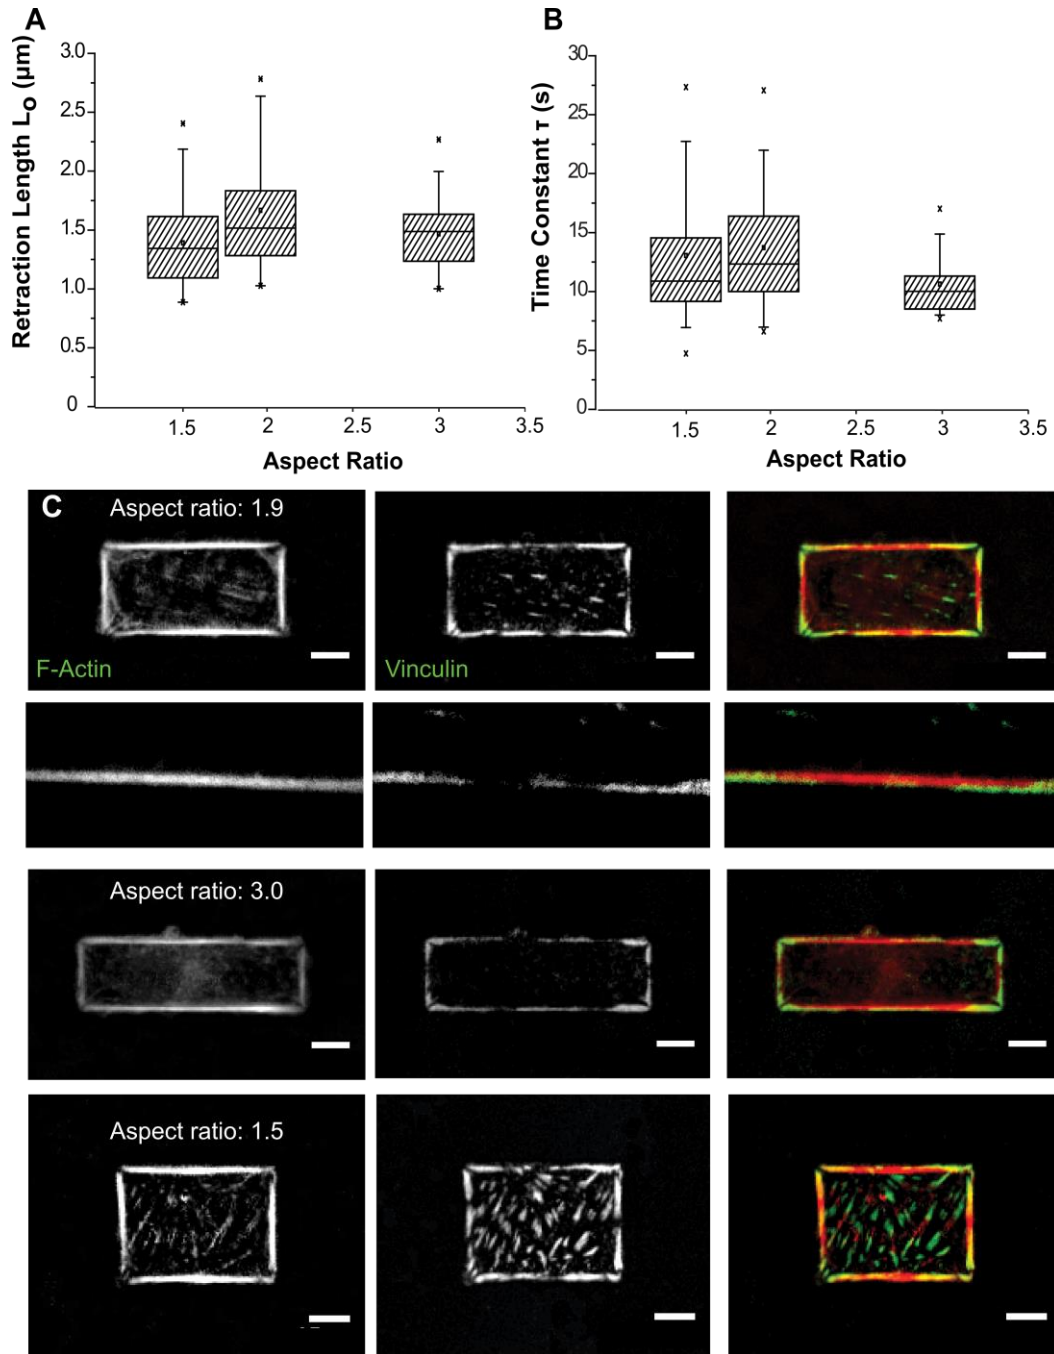 A
B
Retraction Length Lo (μm)
3.0
2.5
2.0
1.5
1.0
0.5
0
1.5
2
2.5
3
3.5
Aspect Ratio
Time Constant τ (s)
30
25
20
15
10
5
0
1.5
2
2.5
3
3.5
Aspect Ratio
C
Aspect ratio: 1.9
F-Actin
Vinculin
Aspect ratio: 3.0
Aspect ratio: 1.5